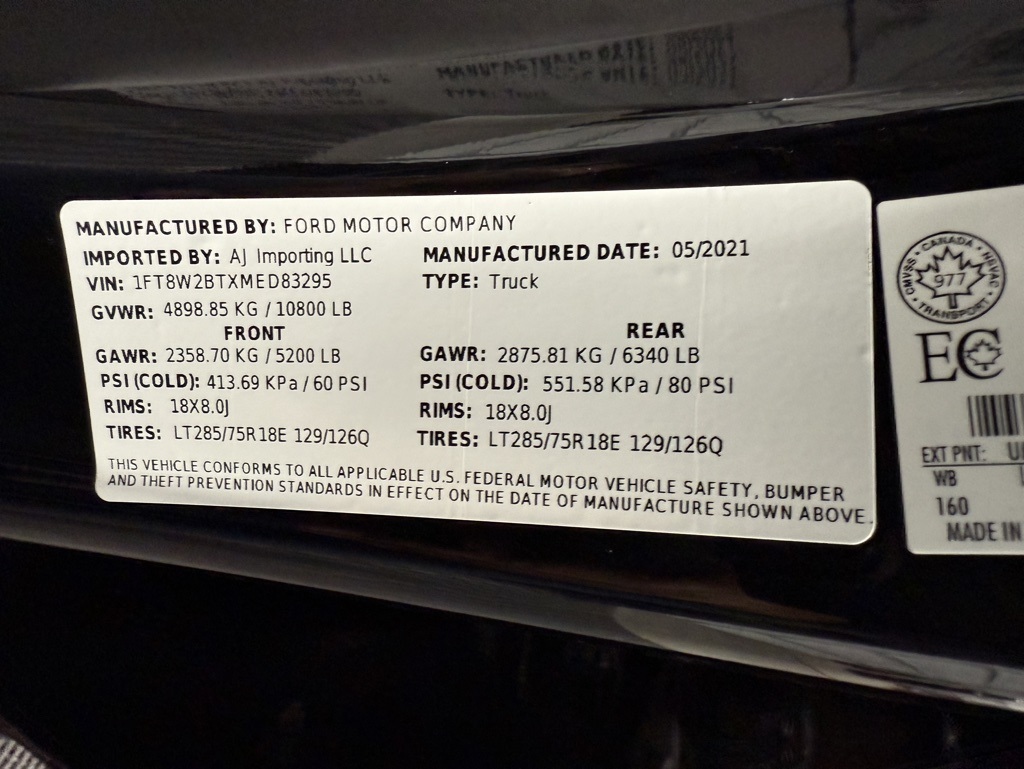 MANUFACTURED BY: FORD MOTOR COMPANY
IMPORTED BY: AJ Importing LLC MANUFACTURED DATE: 05/2021
VIN: 1FT8W2BTXMED83295 TYPE: Truck
GVWR: 4898.85 KG / 10800 LB
FRONT REAR
GAWR: 2358.70 KG / 5200 LB GAWR: 2875.81 KG / 6340 LB
PSI (COLD): 413.69 KPa / 60 PSI PSI (COLD): 551.58 KPa / 80 PSI
RIMS: 18X8.0J RIMS: 18X8.0J
TIRES: LT285/75R18E 129/126Q TIRES: LT285/75R18E 129/126Q
THIS VEHICLE CONFORMS TO ALL APPLICABLE U.S. FEDERAL MOTOR VEHICLE SAFETY, BUMPER
AND THEFT PREVENTION STANDARDS IN EFFECT ON THE DATE OF MANUFACTURE SHOWN ABOVE.
CANADA
CMVSS 977 NSVAC
TRANSPORT
EC
EXT PNT:
WB
160
MADE IN